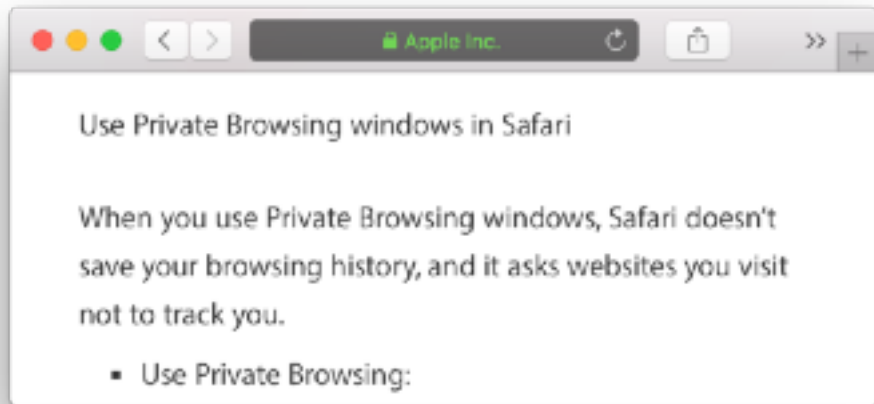 Apple Inc.
Use Private Browsing windows in Safari
When you use Private Browsing windows, Safari doesn't
save your browsing history, and it asks websites you visit
not to track you.
▪ Use Private Browsing: